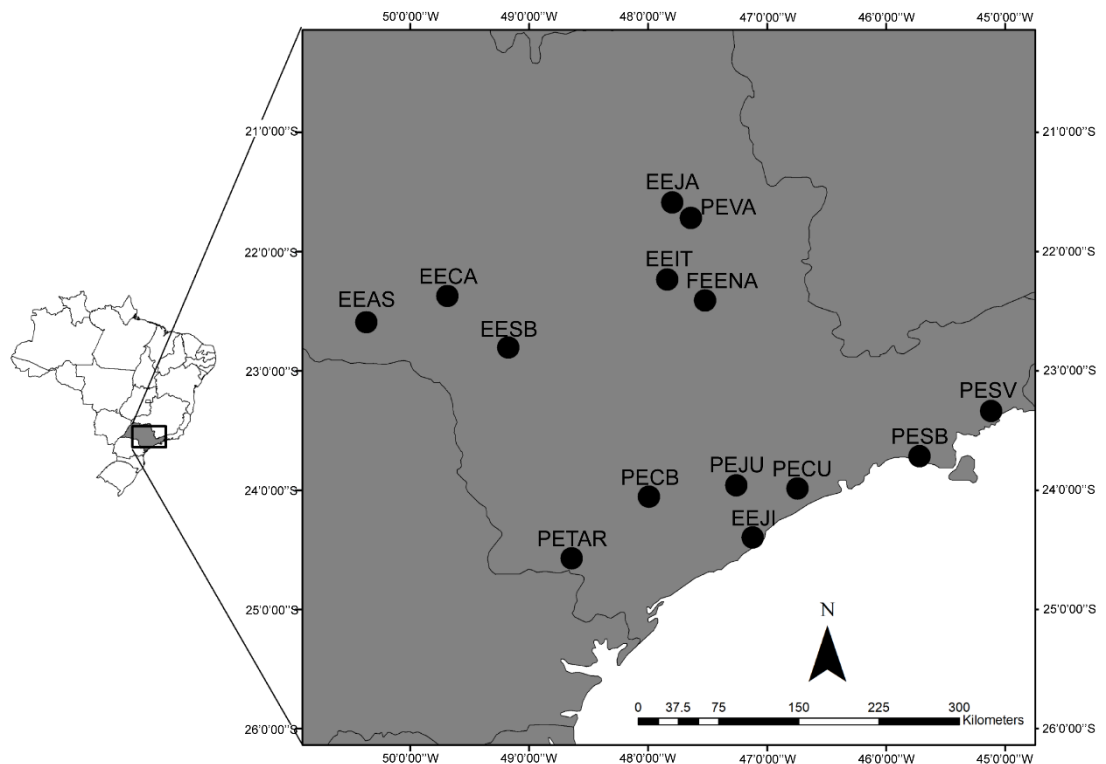 50°0'0''W 49°0'0''W 48°0'0''W 47°0'0''W 46°0'0''W 45°0'0''W
21°0'0''S 21°0'0''S
EEJA
PEVA
22°0'0''S 22°0'0''S
EEIT
EECA
FEENA
EEAS
EESB
23°0'0''S 23°0'0''S
PESV
PESB
PECB PEJU PECU
24°0'0''S 24°0'0''S
EEJI
PETAR
25°0'0''S 25°0'0''S
N
0 37.5 75 150 225 300
Kilometers
26°0'0''S 26°0'0''S
50°0'0''W 49°0'0''W 48°0'0''W 47°0'0''W 46°0'0''W 45°0'0''W